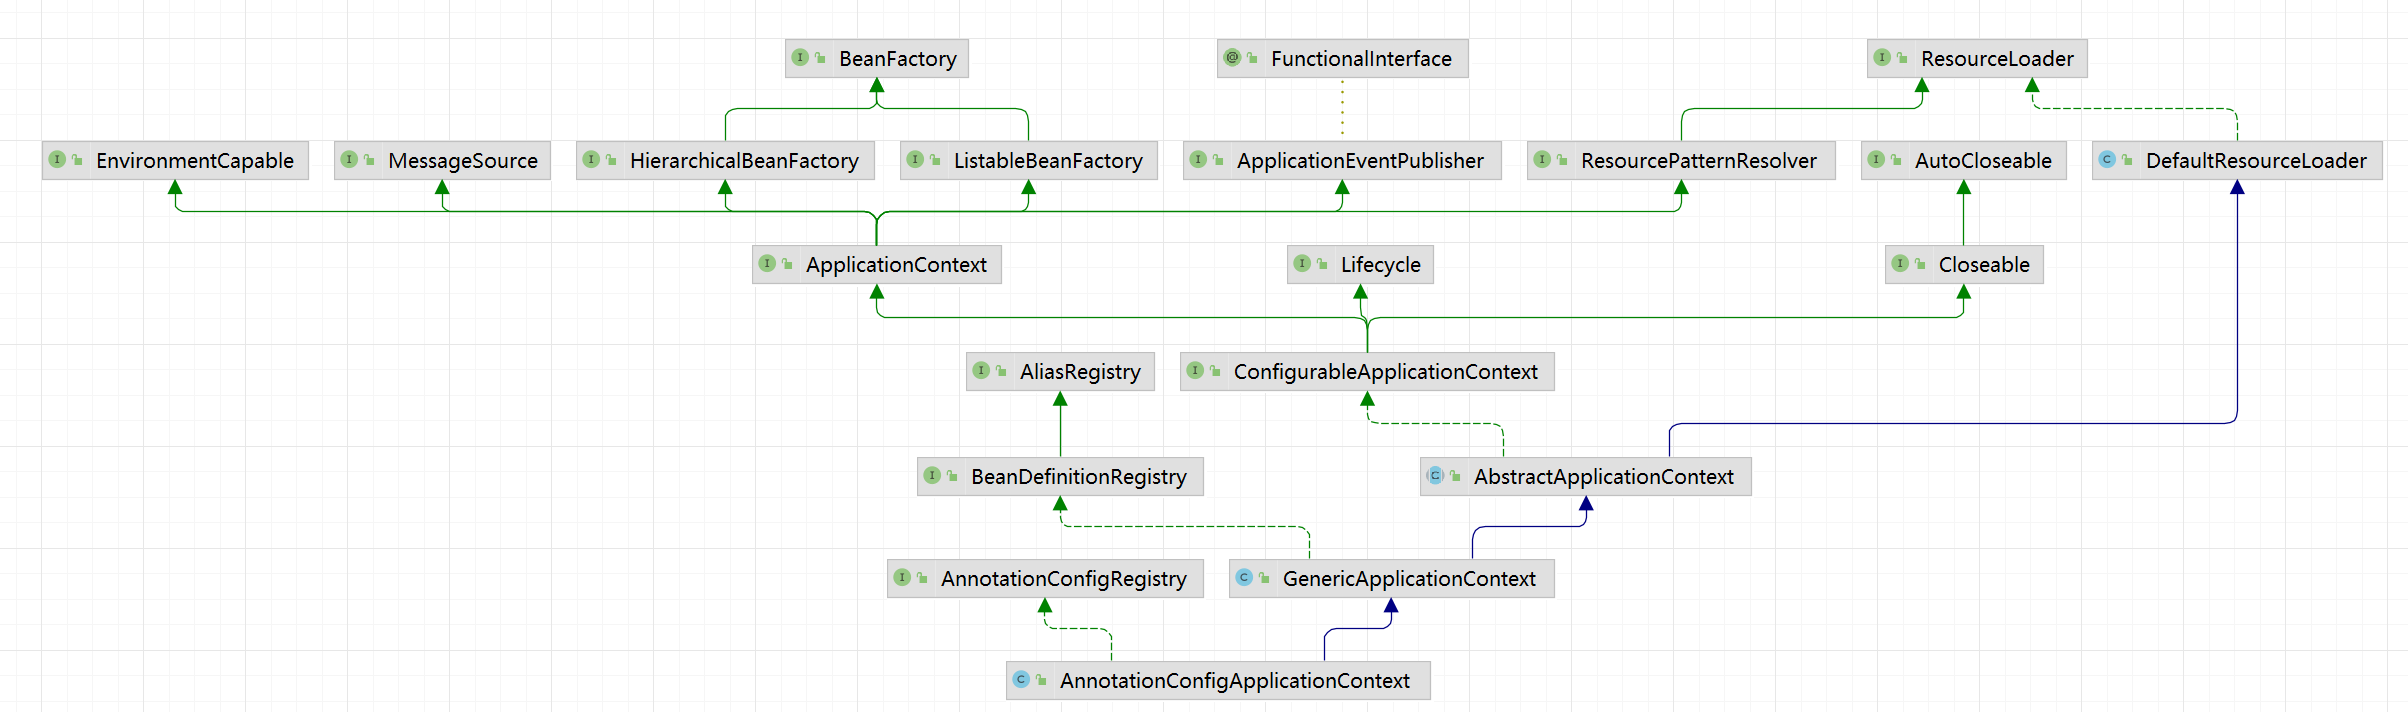 BeanFactory
FunctionalInterface
ResourceLoader
EnvironmentCapable
MessageSource
HierarchicalBeanFactory
ListableBeanFactory
ApplicationEventPublisher
ResourcePatternResolver
AutoCloseable
DefaultResourceLoader
ApplicationContext
Lifecycle
Closeable
AliasRegistry
ConfigurableApplicationContext
BeanDefinitionRegistry
AbstractApplicationContext
AnnotationConfigRegistry
GenericApplicationContext
AnnotationConfigApplicationContext